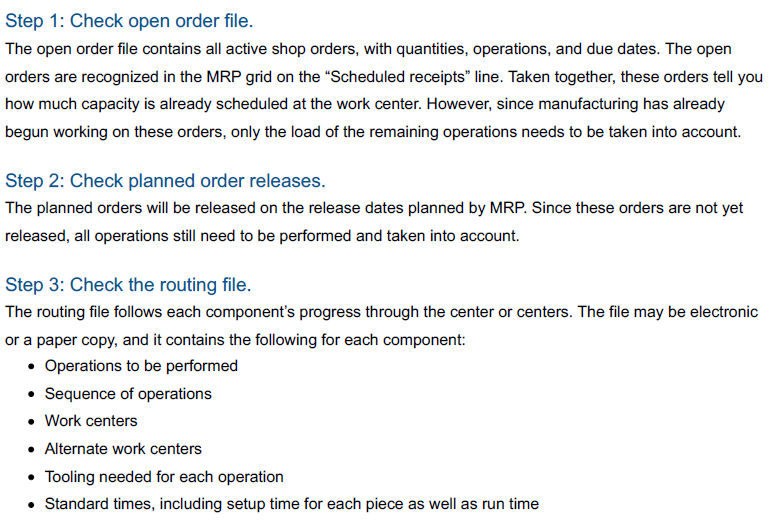 Step 1: Check open order file.
The open order file contains all active shop orders, with quantities, operations, and due dates. The open
orders are recognized in the MRP grid on the “Scheduled receipts” line. Taken together, these orders tell you
how much capacity is already scheduled at the work center. However, since manufacturing has already
begun working on these orders, only the load of the remaining operations needs to be taken into account.
Step 2: Check planned order releases.
The planned orders will be released on the release dates planned by MRP. Since these orders are not yet
released, all operations still need to be performed and taken into account.
Step 3: Check the routing file.
The routing file follows each component’s progress through the center or centers. The file may be electronic
or a paper copy, and it contains the following for each component:
• Operations to be performed
• Sequence of operations
• Work centers
• Alternate work centers
• Tooling needed for each operation
• Standard times, including setup time for each piece as well as run time